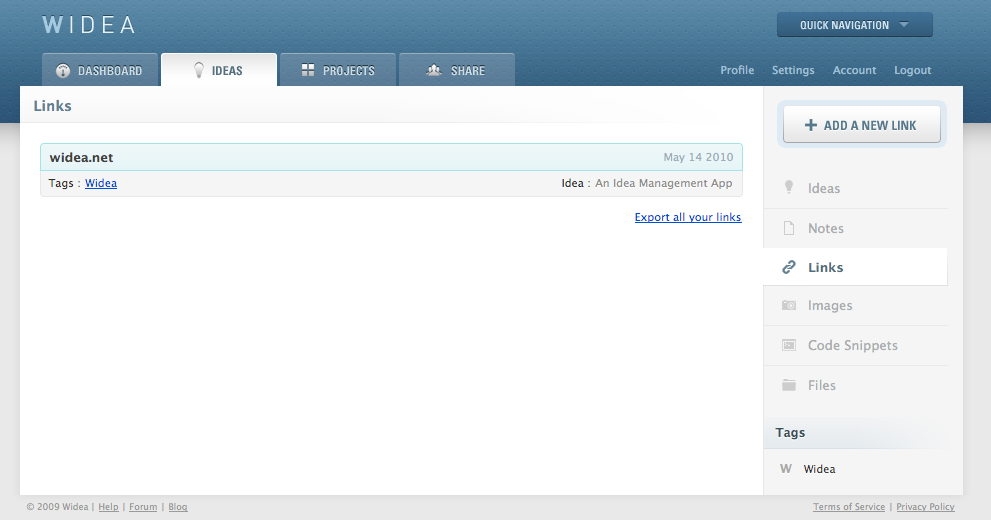 WIDEA
QUICK NAVIGATION
DASHBOARD
IDEAS
PROJECTS
SHARE
Profile Settings Account Logout
Links
ADD A NEW LINK
widea.net May 14 2010
Tags : Widea Idea : An Idea Management App
Export all your links
Ideas
Notes
Links
Images
Code Snippets
Files
Tags
W Widea
© 2009 Widea | Help | Forum | Blog
Terms of Service | Privacy Policy